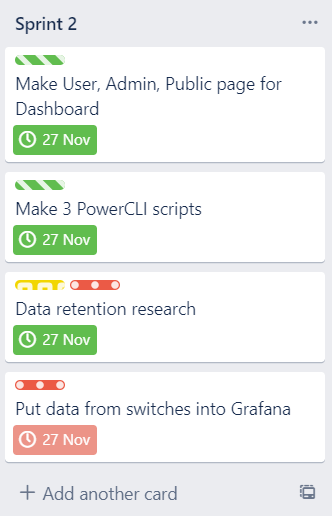 Sprint 2
Make User, Admin, Public page for
Dashboard
27 Nov
Make 3 PowerCLI scripts
27 Nov
Data retention research
27 Nov
Put data from switches into Grafana
27 Nov
Add another card